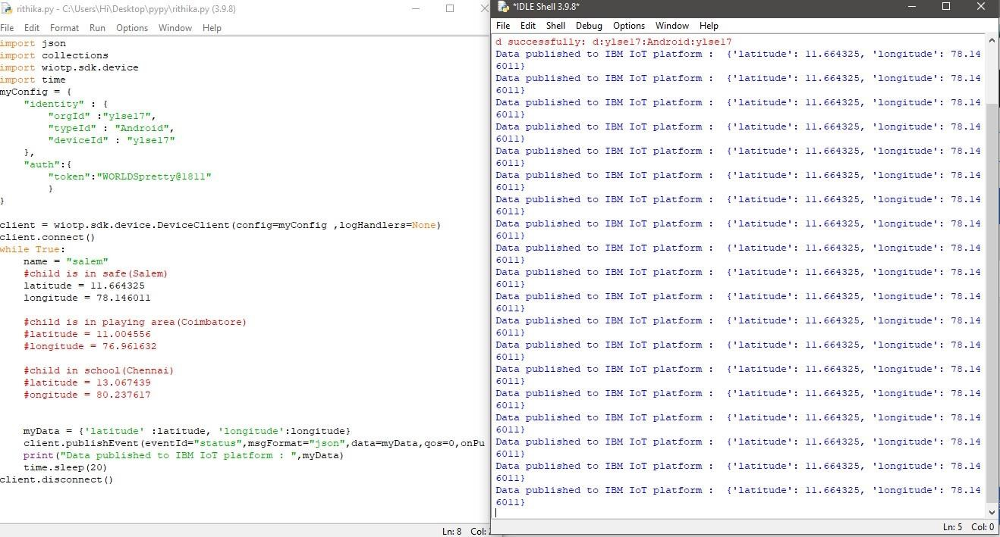 rithika.py - C:\Users\Hi\Desktop\pypy\rithika.py (3.9.8)
File Edit Format Run Options Window Help
import json
import collections
import wiotp.sdk.device
import time
myConfig = {
    "identity" : {
        "orgId" :"ylse17",
        "typeId" : "Android",
        "deviceId" : "ylse17"
    },
    "auth":{
        "token":"WORLDSpretty@1811"
        }
}
client = wiotp.sdk.device.DeviceClient(config=myConfig ,logHandlers=None)
client.connect()
while True:
    name = "salem"
    #child is in safe(Salem)
    latitude = 11.664325
    longitude = 78.146011
    #child is in playing area(Coimbatore)
    #latitude = 11.004556
    #longitude = 76.961632
    #child in school(Chennai)
    #latitude = 13.067439
    #ongitude = 80.237617
    myData = {'latitude' :latitude, 'longitude':longitude}
    client.publishEvent(eventId="status",msgFormat="json",data=myData,qos=0,onPu
    print("Data published to IBM IoT platform : ",myData)
    time.sleep(20)
client.disconnect()
Ln: 8 Col:
*IDLE Shell 3.9.8*
File Edit Shell Debug Options Window Help
d successfully: d:ylse17:Android:ylse17
Data published to IBM IoT platform :  {'latitude': 11.664325, 'longitude': 78.14
6011}
Data published to IBM IoT platform :  {'latitude': 11.664325, 'longitude': 78.14
6011}
Data published to IBM IoT platform :  {'latitude': 11.664325, 'longitude': 78.14
6011}
Data published to IBM IoT platform :  {'latitude': 11.664325, 'longitude': 78.14
6011}
Data published to IBM IoT platform :  {'latitude': 11.664325, 'longitude': 78.14
6011}
Data published to IBM IoT platform :  {'latitude': 11.664325, 'longitude': 78.14
6011}
Data published to IBM IoT platform :  {'latitude': 11.664325, 'longitude': 78.14
6011}
Data published to IBM IoT platform :  {'latitude': 11.664325, 'longitude': 78.14
6011}
Data published to IBM IoT platform :  {'latitude': 11.664325, 'longitude': 78.14
6011}
Data published to IBM IoT platform :  {'latitude': 11.664325, 'longitude': 78.14
6011}
Data published to IBM IoT platform :  {'latitude': 11.664325, 'longitude': 78.14
6011}
Data published to IBM IoT platform :  {'latitude': 11.664325, 'longitude': 78.14
6011}
Data published to IBM IoT platform :  {'latitude': 11.664325, 'longitude': 78.14
6011}
Data published to IBM IoT platform :  {'latitude': 11.664325, 'longitude': 78.14
6011}
Data published to IBM IoT platform :  {'latitude': 11.664325, 'longitude': 78.14
6011}
Data published to IBM IoT platform :  {'latitude': 11.664325, 'longitude': 78.14
6011}
Data published to IBM IoT platform :  {'latitude': 11.664325, 'longitude': 78.14
6011}
Data published to IBM IoT platform :  {'latitude': 11.664325, 'longitude': 78.14
6011}
Data published to IBM IoT platform :  {'latitude': 11.664325, 'longitude': 78.14
6011}
Ln: 5 Col: 0